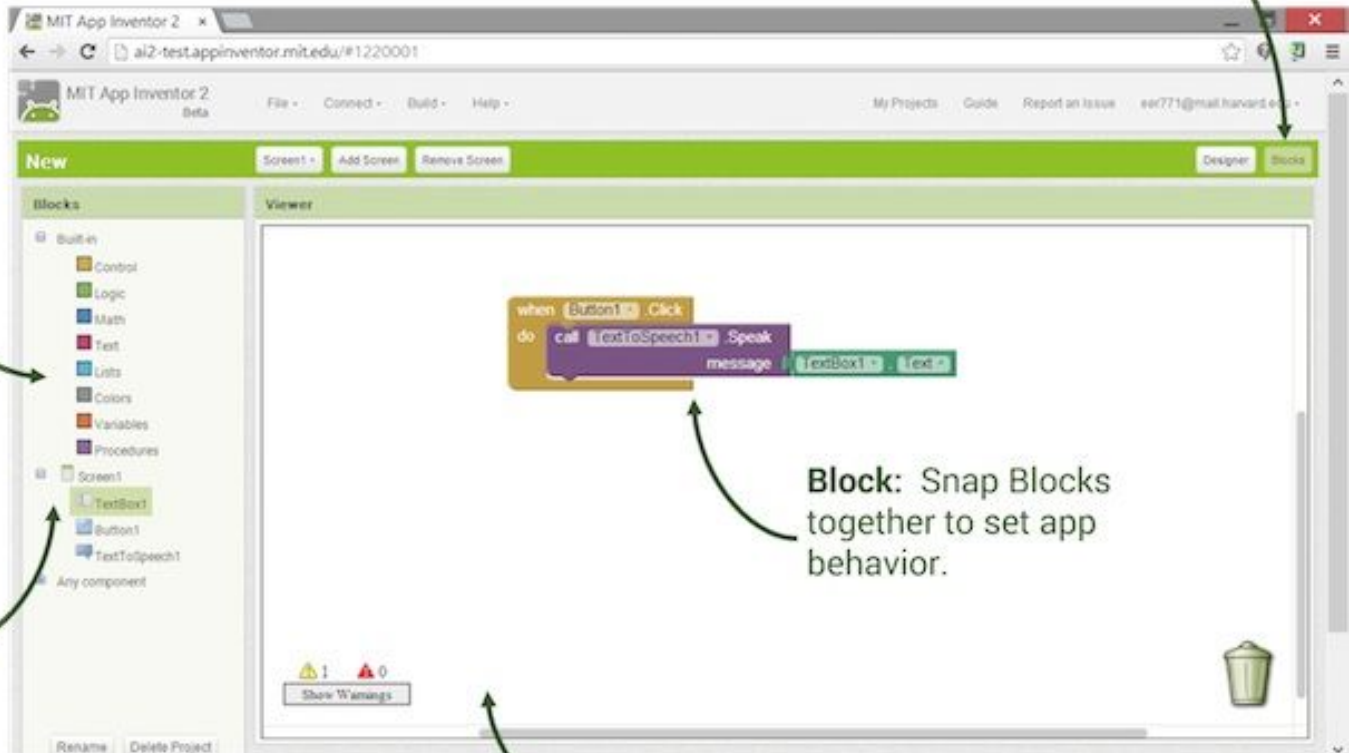 MIT App Inventor 2
ai2-test.appinventor.mit.edu/#1220001
MIT App Inventor 2
Beta
File Connect Build Help
My Projects Guide Report an Issue eer771@mail.harvard.edu
New
Screen1 Add Screen Remove Screen
Designer Blocks
Blocks
Viewer
Built-in
Control
Logic
Math
Text
Lists
Colors
Variables
Procedures
Screen1
TextBox1
Button1
TextToSpeech1
Any component
when Button1 .Click
do call TextToSpeech1 .Speak
message TextBox1 . Text
Block: Snap Blocks
together to set app
behavior.
1 0
Show Warnings
Rename Delete Project